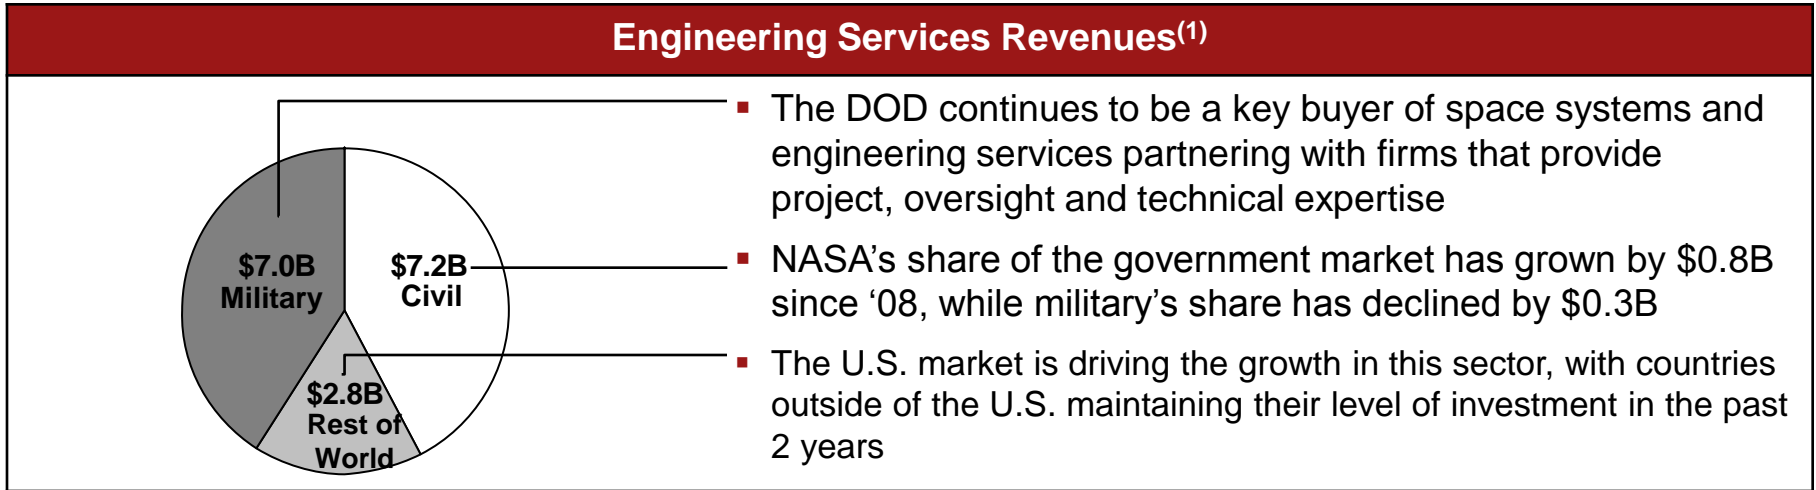 Engineering Services Revenues(1)
$7.0B
Military
$7.2B
Civil
$2.8B
Rest of
World
▪ The DOD continues to be a key buyer of space systems and
engineering services partnering with firms that provide
project, oversight and technical expertise
▪ NASA’s share of the government market has grown by $0.8B
since ‘08, while military’s share has declined by $0.3B
▪ The U.S. market is driving the growth in this sector, with countries
outside of the U.S. maintaining their level of investment in the past
2 years